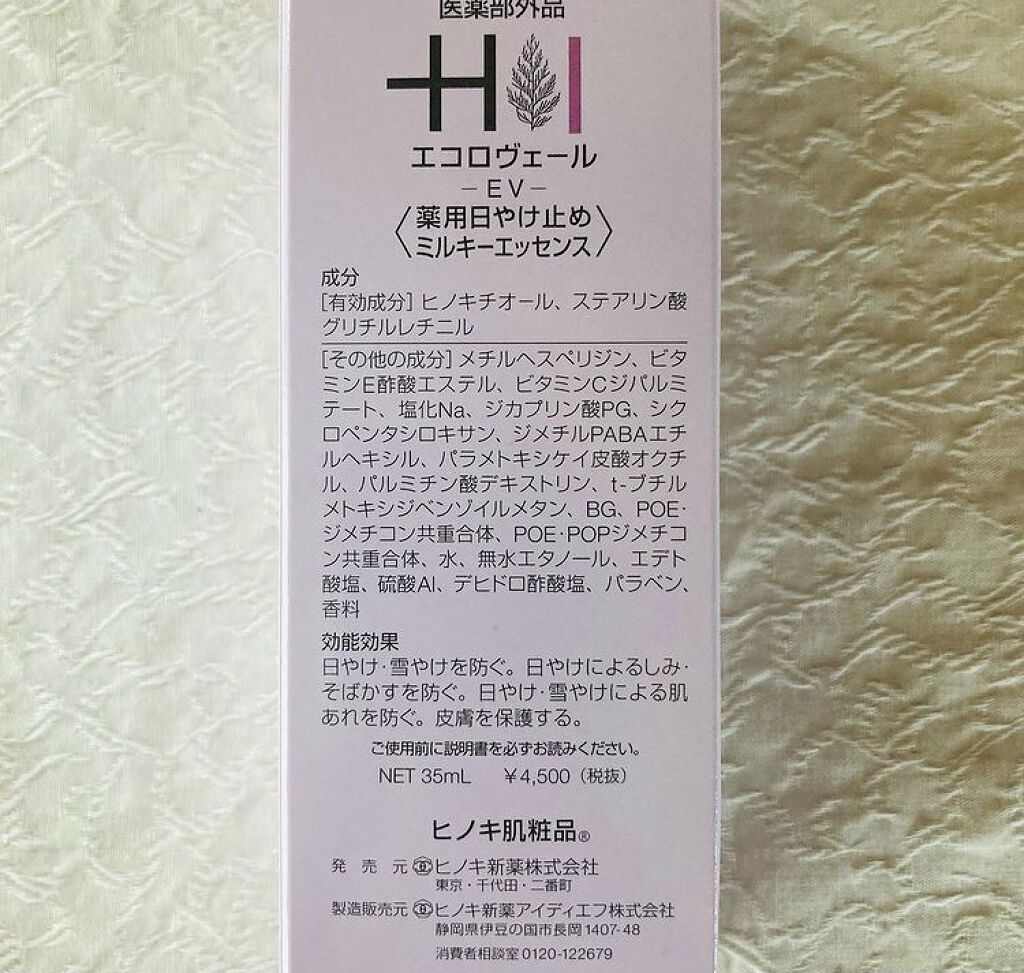 医薬部外品
HI
エコロヴェール
–EV–
〈薬用日やけ止め
ミルキーエッセンス〉
成分
[有効成分] ヒノキチオール、ステアリン酸
グリチルレチニル
[その他の成分] メチルヘスペリジン、ビタ
ミンE酢酸エステル、ビタミンCジパルミ
テート、塩化Na、ジカプリン酸PG、シク
ロペンタシロキサン、ジメチルPABAエチ
ルヘキシル、パラメトキシケイ皮酸オクチ
ル、パルミチン酸デキストリン、t-ブチル
メトキシジベンゾイルメタン、BG、POE·
ジメチコン共重合体、POE·POPジメチコ
ン共重合体、水、無水エタノール、エデト
酸塩、硫酸Al、デヒドロ酢酸塩、パラベン、
香料
効能効果
日やけ·雪やけを防ぐ。日やけによるしみ·
そばかすを防ぐ。日やけ·雪やけによる肌
あれを防ぐ。皮膚を保護する。
ご使用前に説明書を必ずお読みください。
NET 35mL ￥4,500（税抜）
ヒノキ肌粧品®
発売元 ヒノキ新薬株式会社
東京・千代田・二番町
製造販売元 ヒノキ新薬アイディエフ株式会社
静岡県伊豆の国市長岡1407-48
消費者相談室 0120-122679